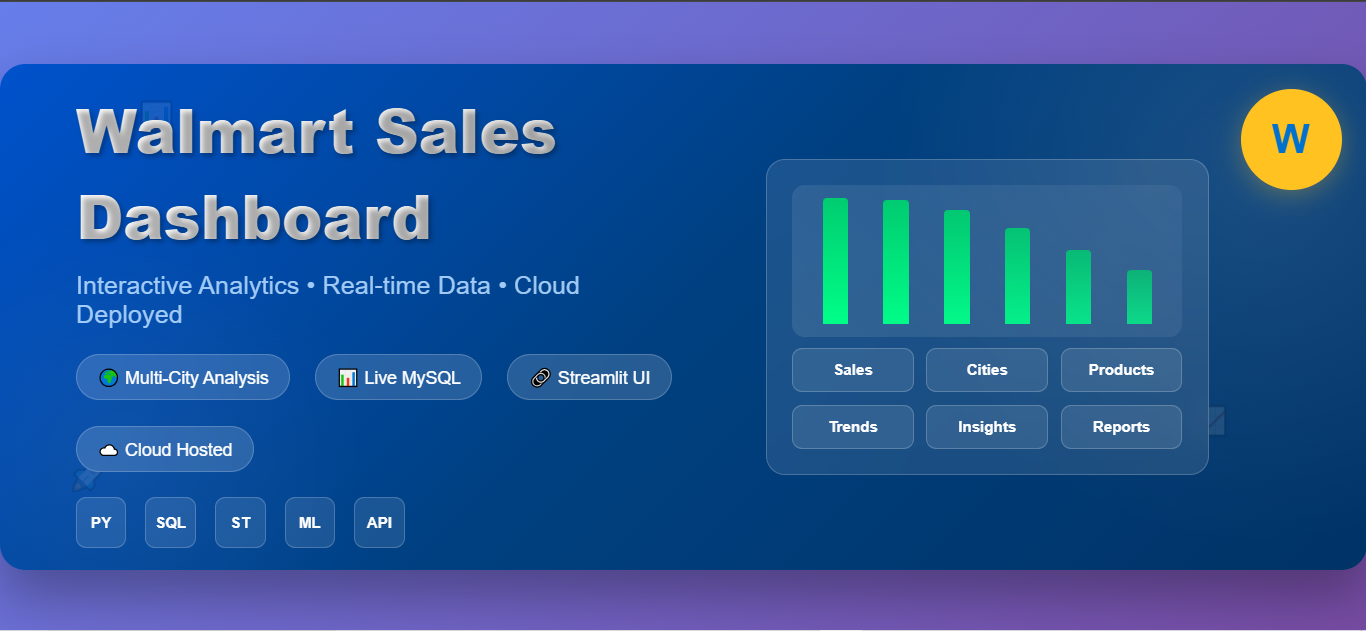 Walmart Sales
Dashboard
Interactive Analytics • Real-time Data • Cloud
Deployed
Multi-City Analysis
Live MySQL
Streamlit UI
Cloud Hosted
PY
SQL
ST
ML
API
Sales
Cities
Products
Trends
Insights
Reports
W